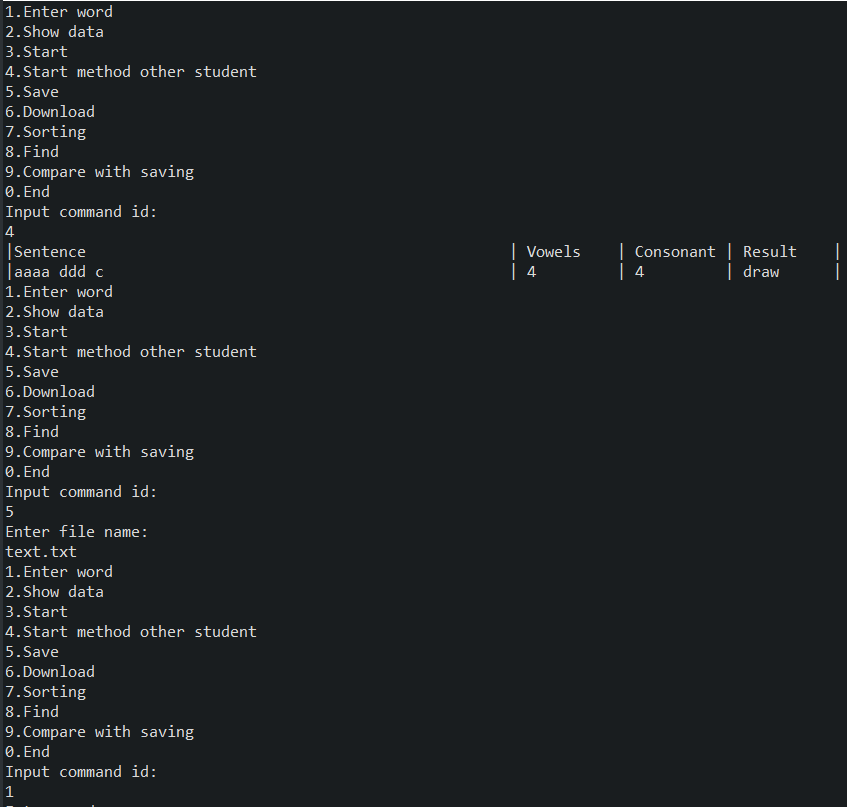 1.Enter word
2.Show data
3.Start
4.Start method other student
5.Save
6.Download
7.Sorting
8.Find
9.Compare with saving
0.End
Input command id:
4
|Sentence | Vowels | Consonant | Result |
|aaaa ddd c | 4 | 4 | draw |
1.Enter word
2.Show data
3.Start
4.Start method other student
5.Save
6.Download
7.Sorting
8.Find
9.Compare with saving
0.End
Input command id:
5
Enter file name:
text.txt
1.Enter word
2.Show data
3.Start
4.Start method other student
5.Save
6.Download
7.Sorting
8.Find
9.Compare with saving
0.End
Input command id:
1